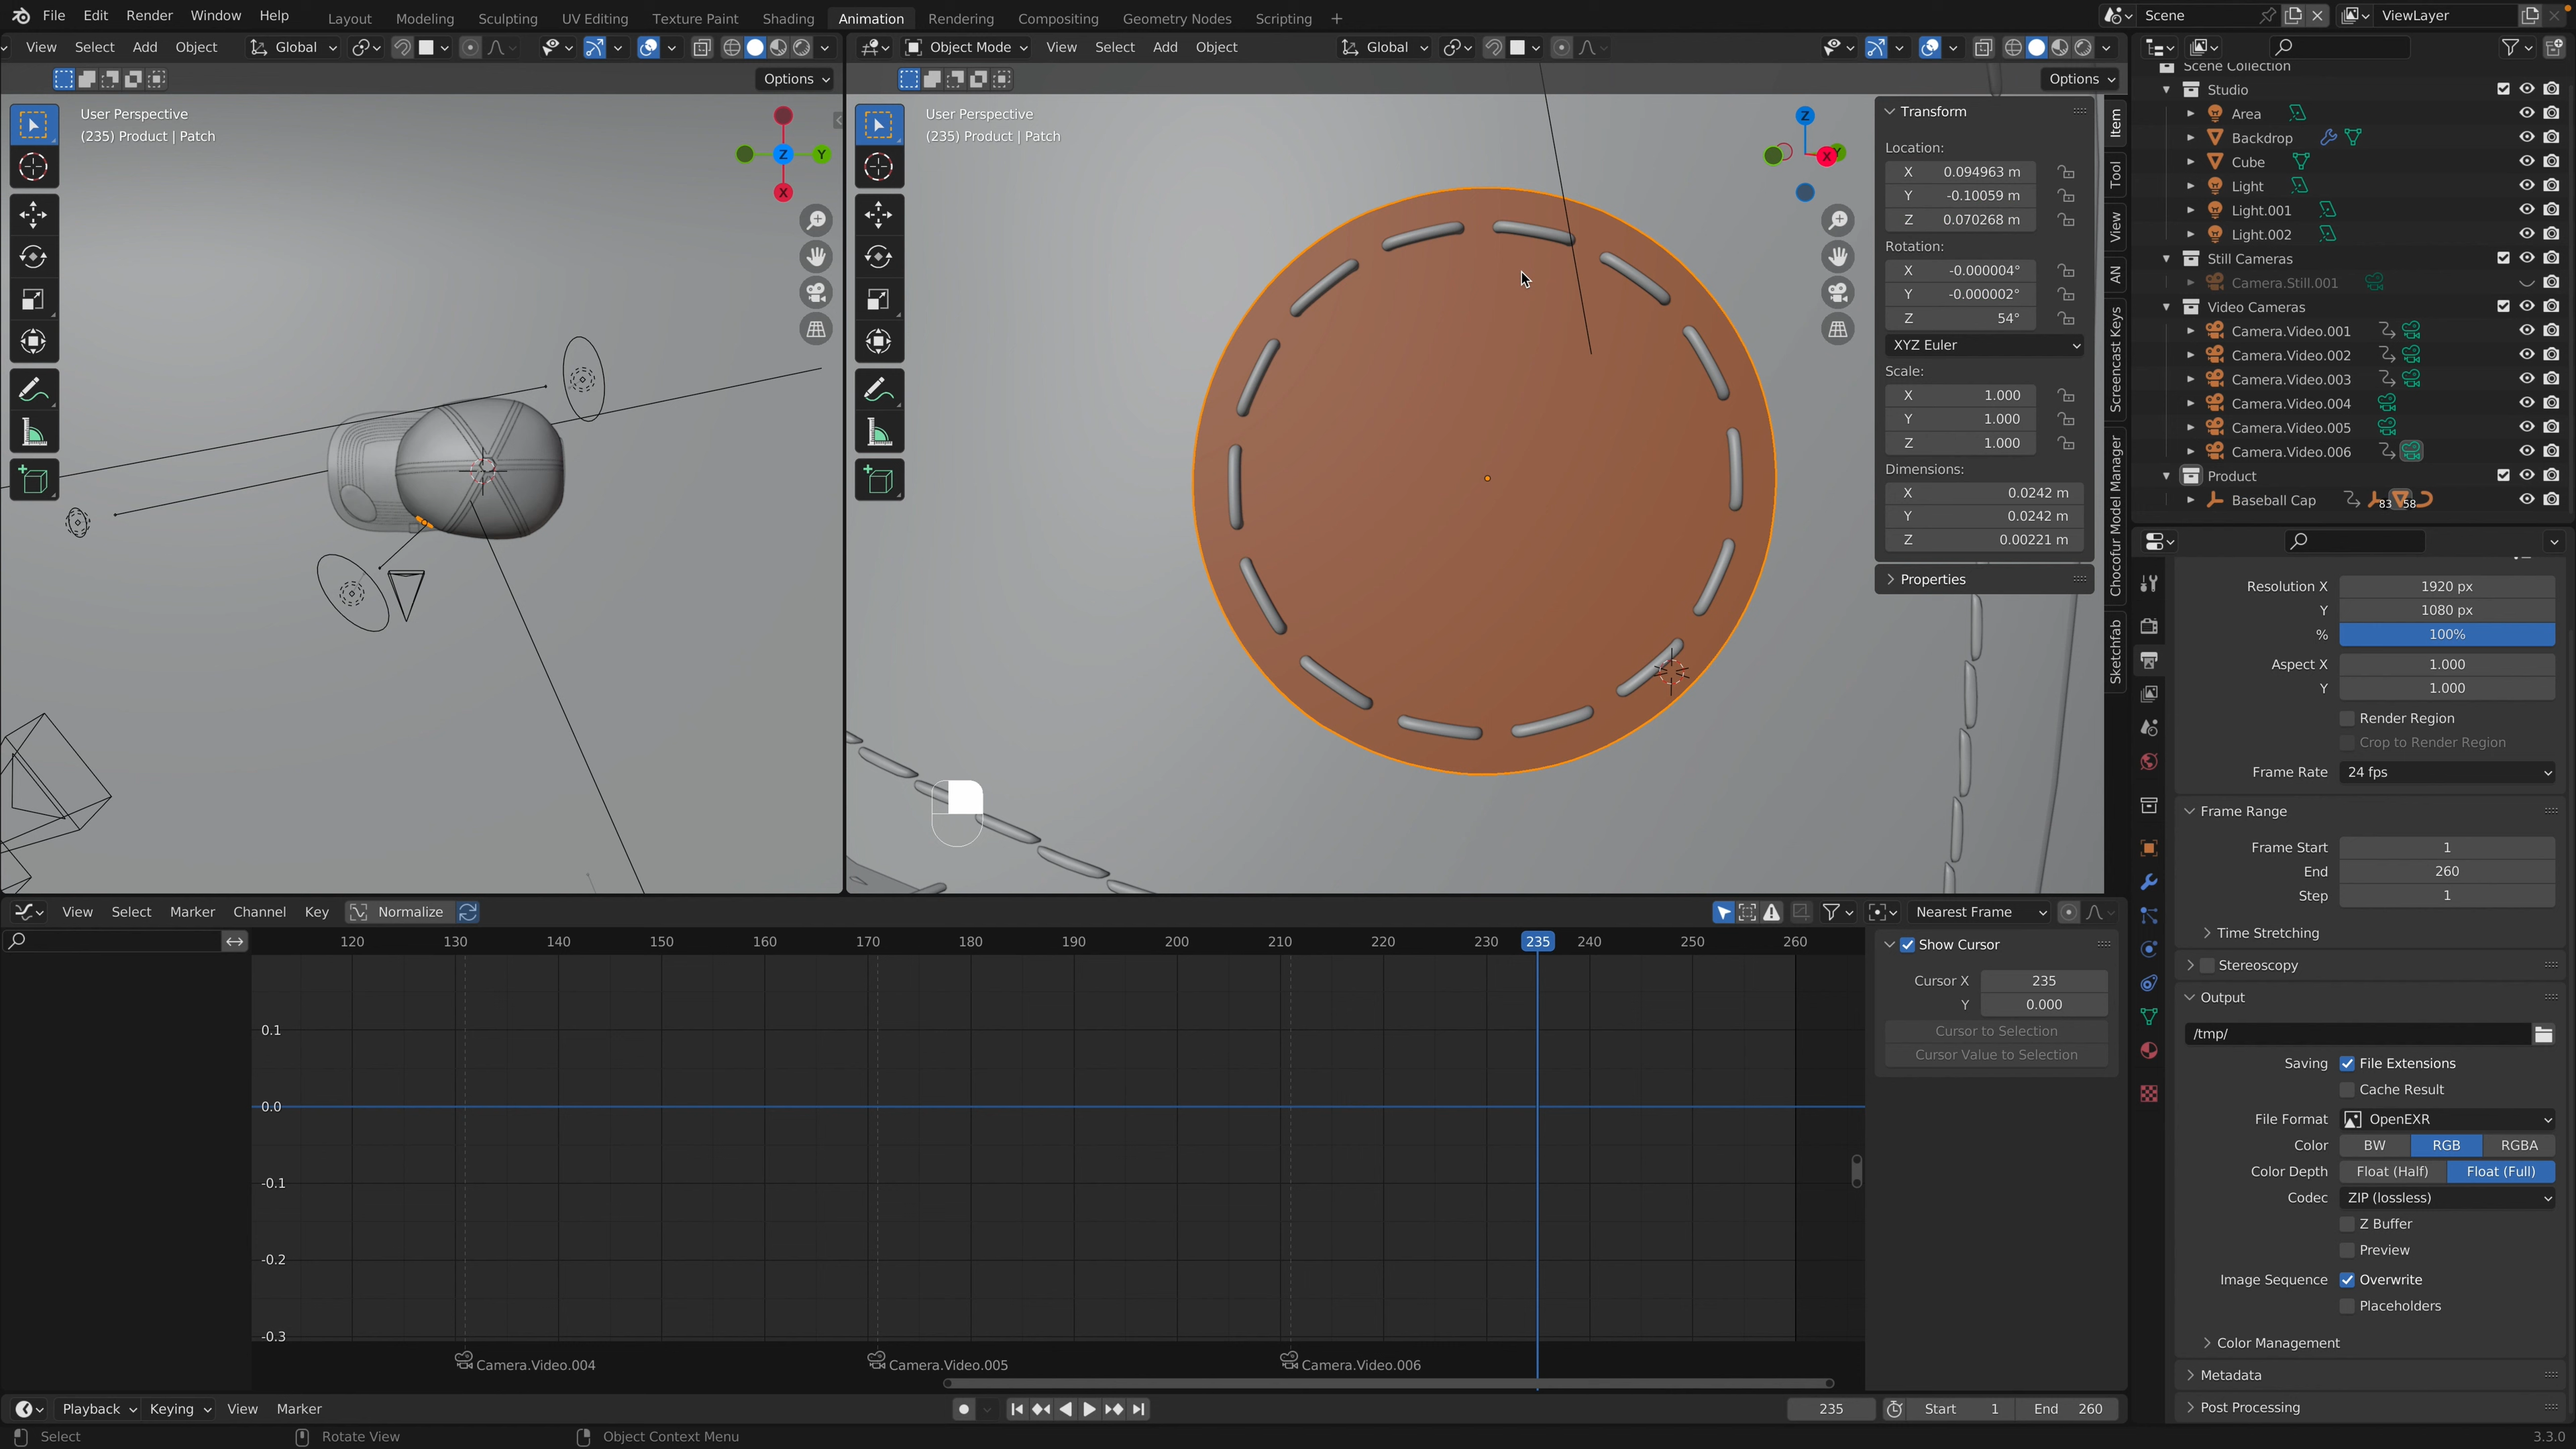 File Edit Render Window Help Layout Modeling Sculpting UV Editing Texture Paint Shading Animation Rendering Compositing Geometry Nodes Scripting + Scene ViewLayer
View Select Add Object Global
Object Mode View Select Add Object Global
Options
Options
User Perspective
(235) Product | Patch
Z Y X
User Perspective
(235) Product | Patch
Z X Y
Transform
Location:
X 0.094963 m
Y -0.10059 m
Z 0.070268 m
Rotation:
X -0.000004°
Y -0.000002°
Z 54°
XYZ Euler
Scale:
X 1.000
Y 1.000
Z 1.000
Dimensions:
X 0.0242 m
Y 0.0242 m
Z 0.00221 m
Properties
Item
Tool
View
AN
Screencast Keys
Chocofur Model Manager
Sketchfab
Scene Collection
Studio
Area
Backdrop
Cube
Light
Light.001
Light.002
Still Cameras
Camera.Still.001
Video Cameras
Camera.Video.001
Camera.Video.002
Camera.Video.003
Camera.Video.004
Camera.Video.005
Camera.Video.006
Product
Baseball Cap 83 58
Resolution X 1920 px
Y 1080 px
% 100%
Aspect X 1.000
Y 1.000
Render Region
Crop to Render Region
Frame Rate 24 fps
Frame Range
Frame Start 1
End 260
Step 1
Time Stretching
Stereoscopy
Output
/tmp/
Saving File Extensions
Cache Result
File Format OpenEXR
Color BW RGB RGBA
Color Depth Float (Half) Float (Full)
Codec ZIP (lossless)
Z Buffer
Preview
Image Sequence Overwrite
Placeholders
Color Management
Metadata
Post Processing
View Select Marker Channel Key Normalize Nearest Frame
120 130 140 150 160 170 180 190 200 210 220 230 235 240 250 260
0.1
0.0
-0.1
-0.2
-0.3
Camera.Video.004 Camera.Video.005 Camera.Video.006
Show Cursor
Cursor X 235
Y 0.000
Cursor to Selection
Cursor Value to Selection
Playback Keying View Marker 235 Start 1 End 260
Select Rotate View Object Context Menu 3.3.0